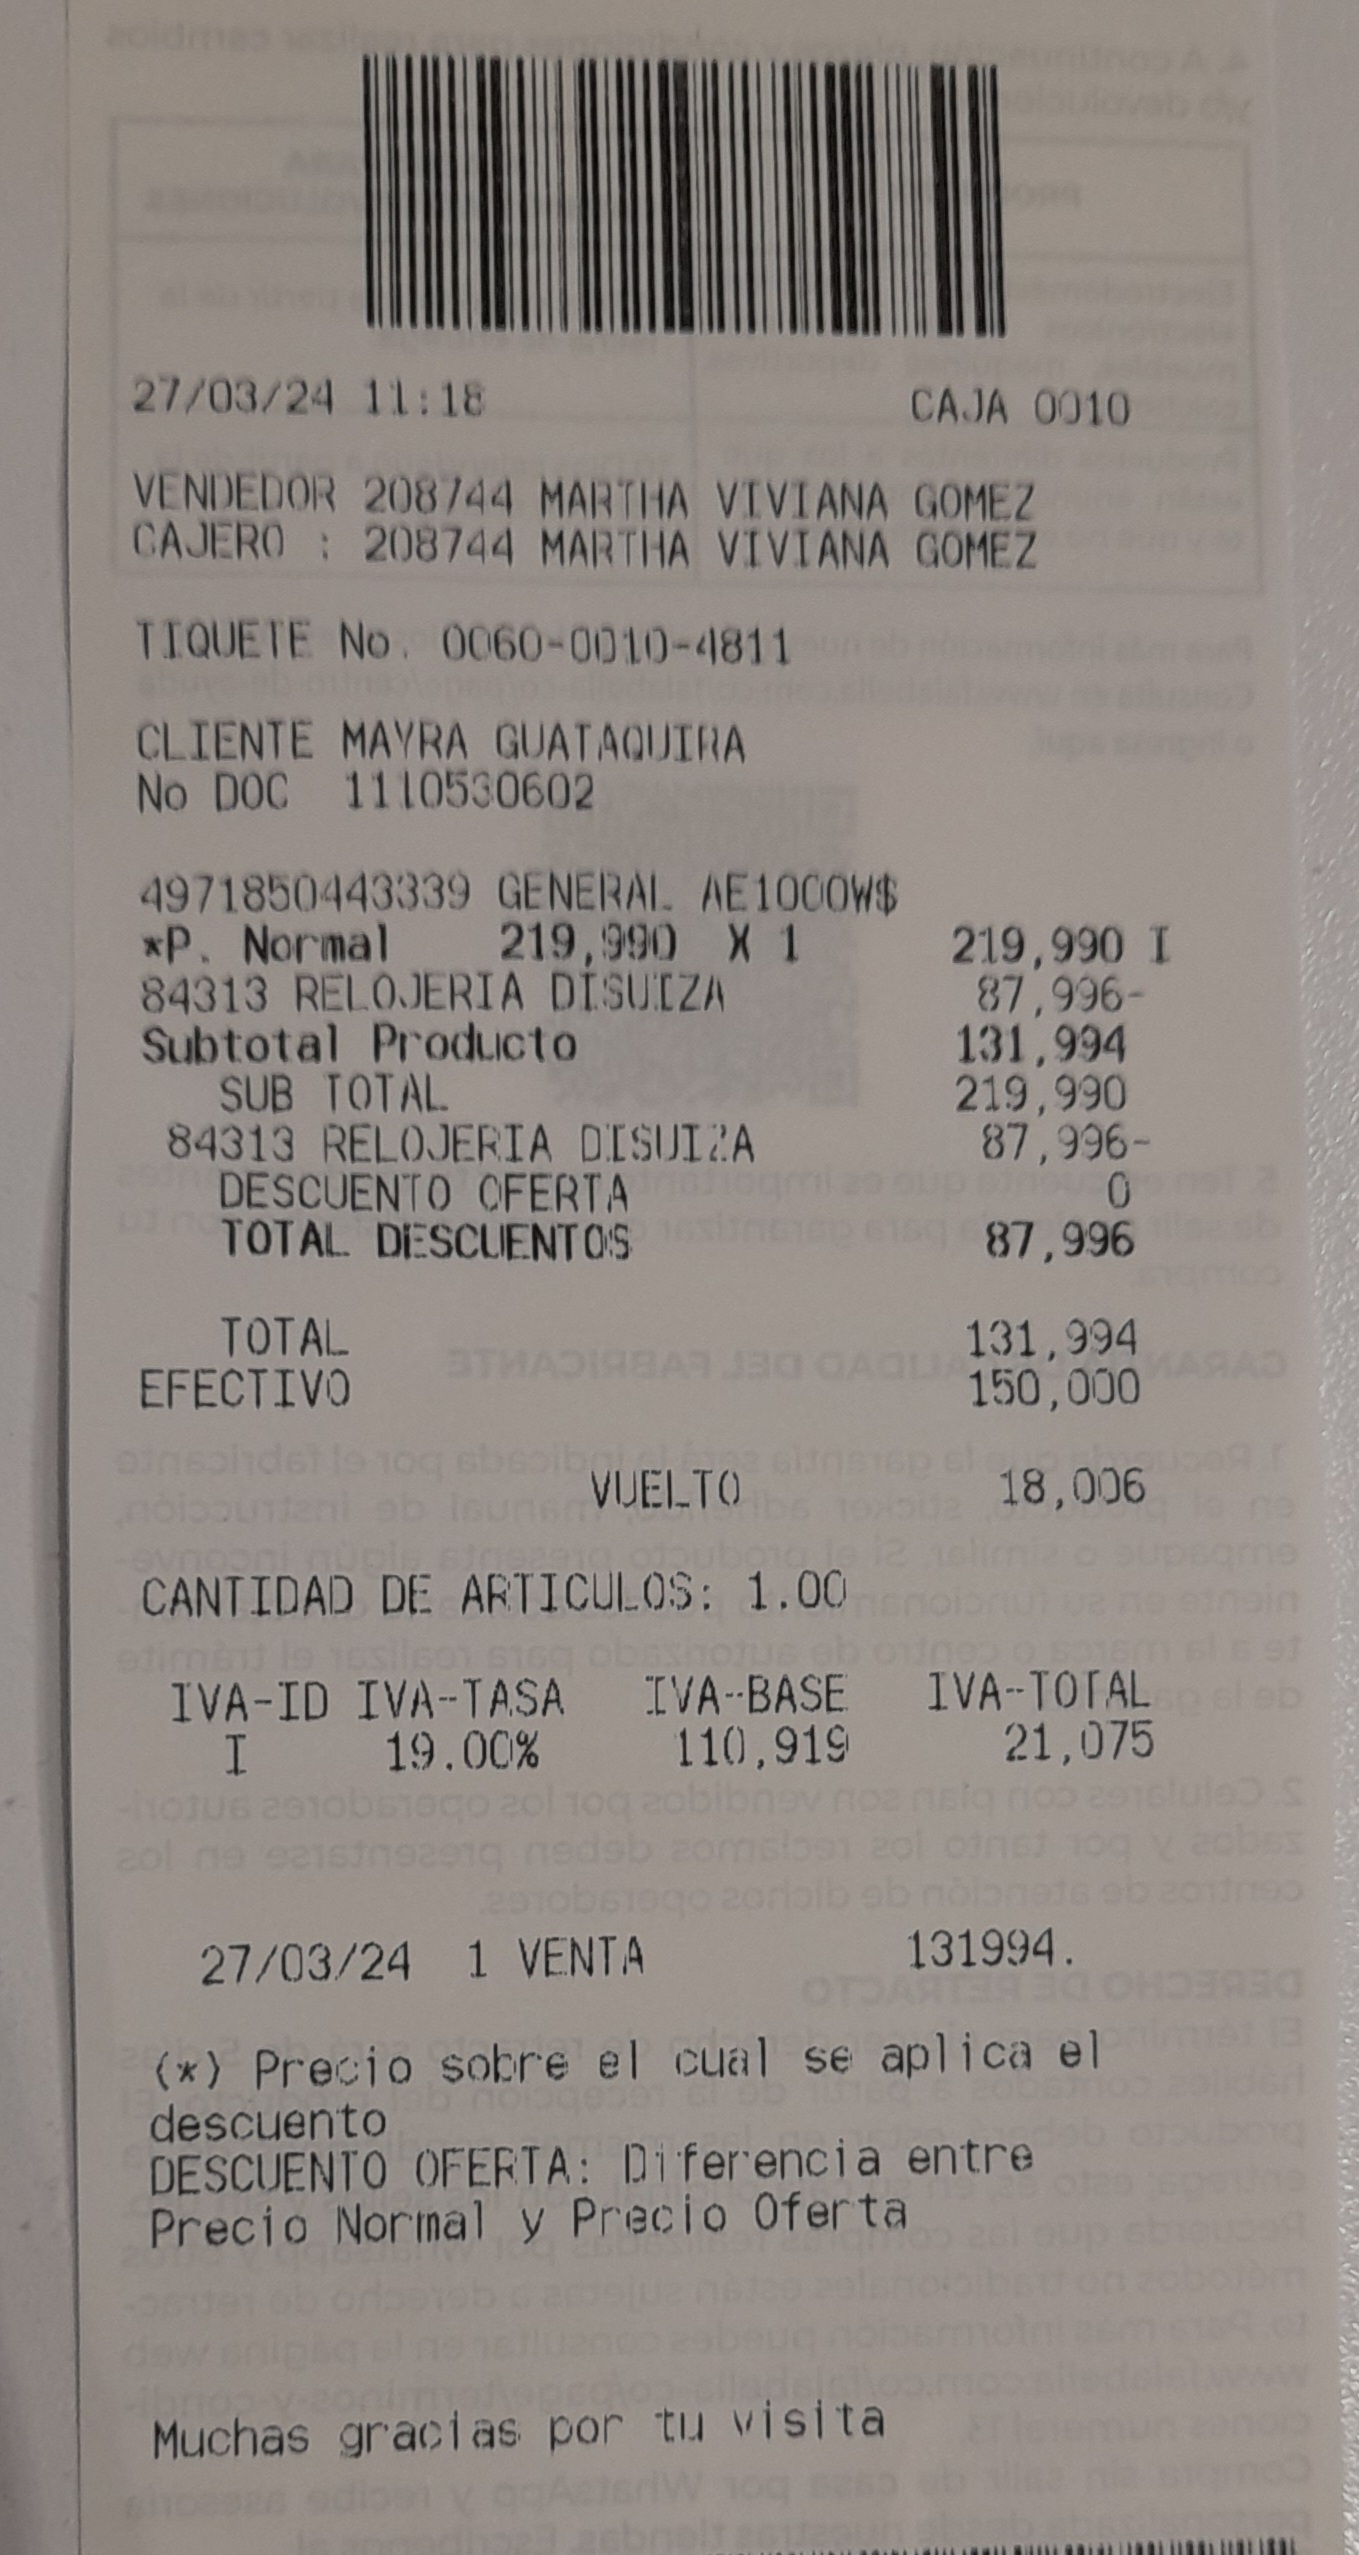 27/03/24 11:18 CAJA 0010
VENDEDOR 208744 MARTHA VIVIANA GOMEZ
CAJERO : 208744 MARTHA VIVIANA GOMEZ
TIQUETE No. 0060-0010-4811
CLIENTE MAYRA GUATAQUIRA
No DOC 1110530602
4971850443339 GENERAL AE1000W$
*P. Normal 219,990 X 1 219,990 I
84313 RELOJERIA DISUIZA 87,996-
Subtotal Producto 131,994
SUB TOTAL 219,990
84313 RELOJERIA DISUIZA 87,996-
DESCUENTO OFERTA 0
TOTAL DESCUENTOS 87,996
TOTAL 131,994
EFECTIVO 150,000
VUELTO 18,006
CANTIDAD DE ARTICULOS: 1.00
IVA-ID IVA-TASA IVA-BASE IVA-TOTAL
I 19.00% 110,919 21,075
27/03/24 1 VENTA 131994.
(*) Precio sobre el cual se aplica el
descuento
DESCUENTO OFERTA: Diferencia entre
Precio Normal y Precio Oferta
Muchas gracias por tu visita